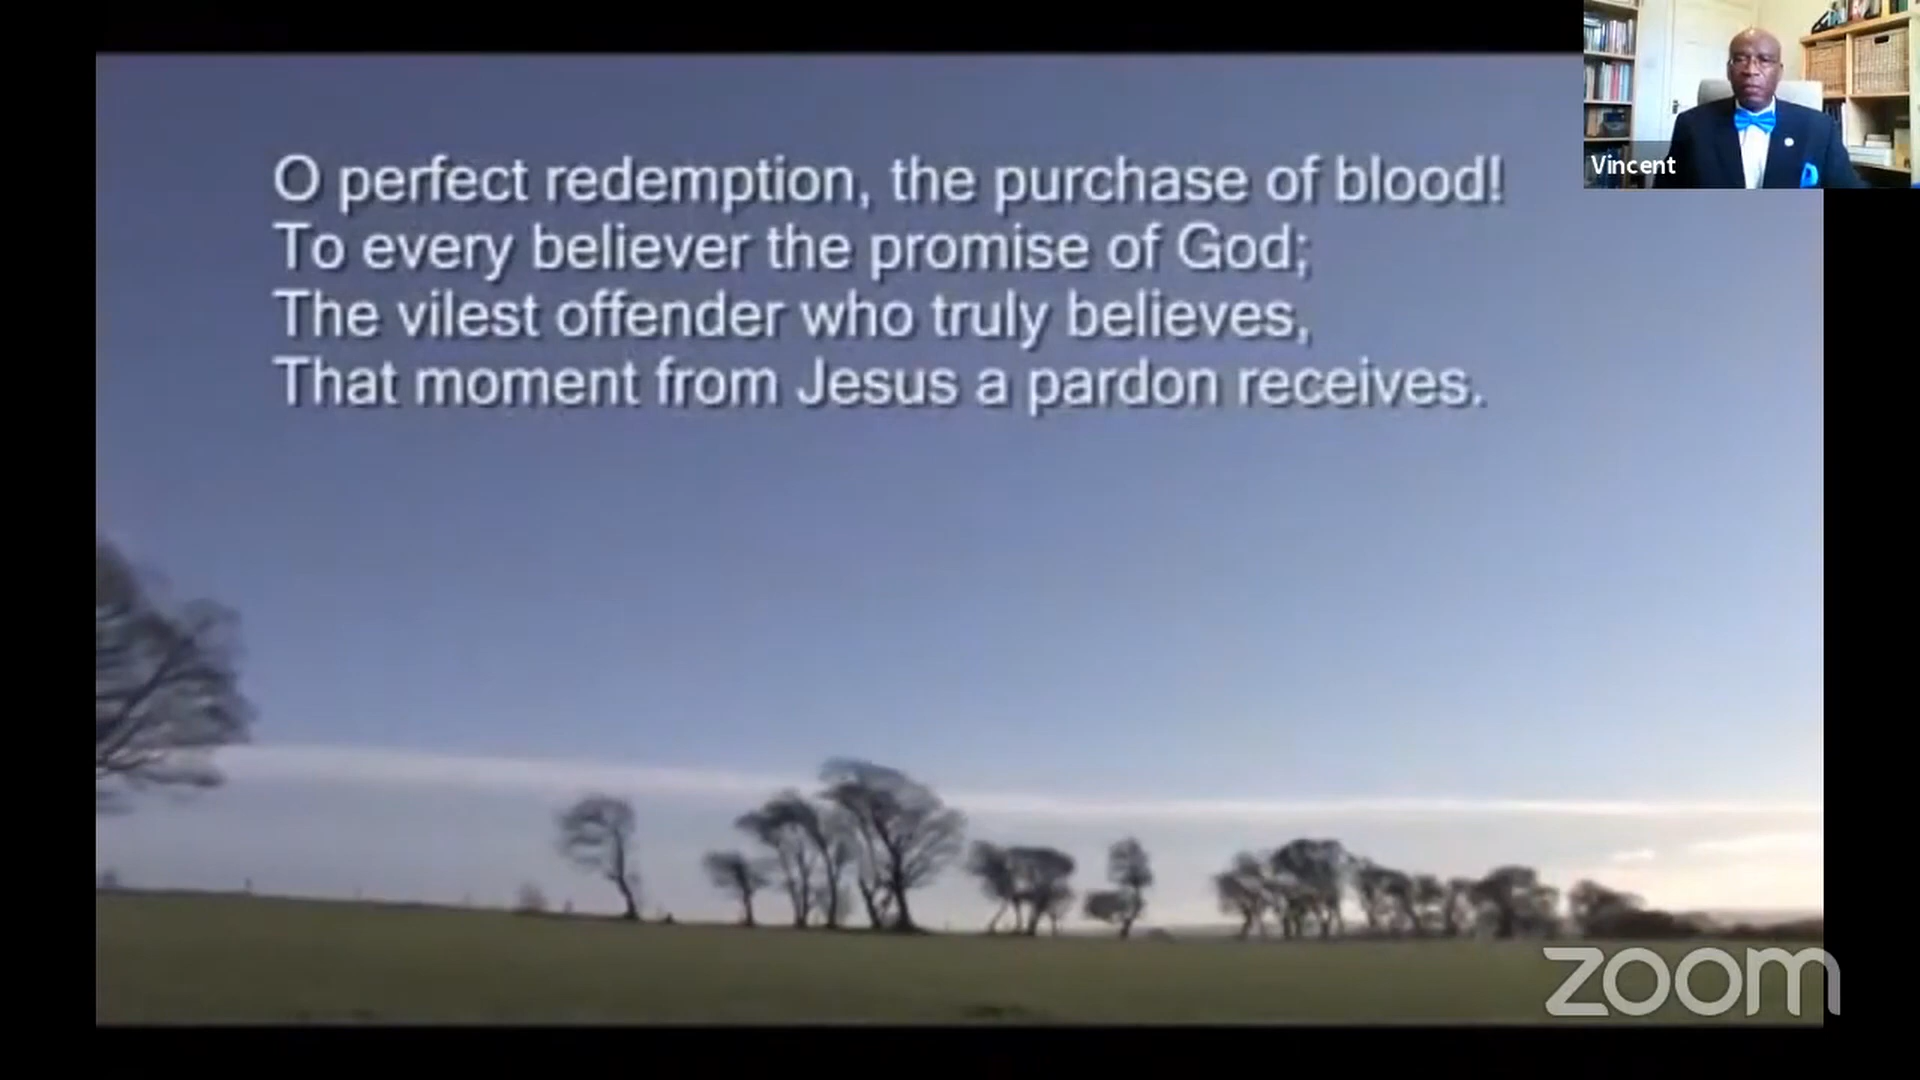 O perfect redemption, the purchase of blood!
To every believer the promise of God;
The vilest offender who truly believes,
That moment from Jesus a pardon receives.
Vincent
zoom